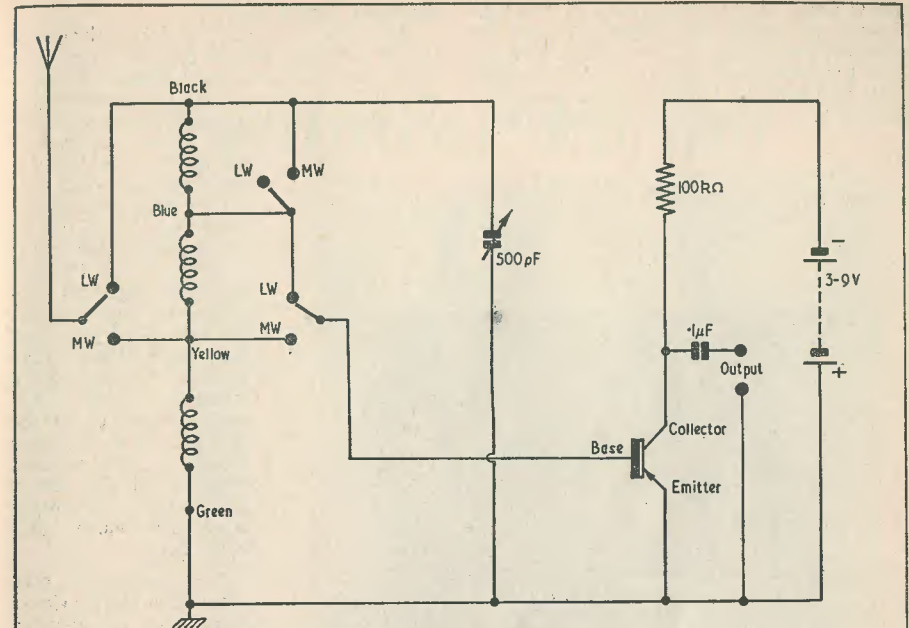 Black
LW
MW
Blue
LW
MW
Yellow
LW
MW
Green
500pF
100kΩ
·1μF
Output
Collector
Base
Emitter
-
3-9V
+